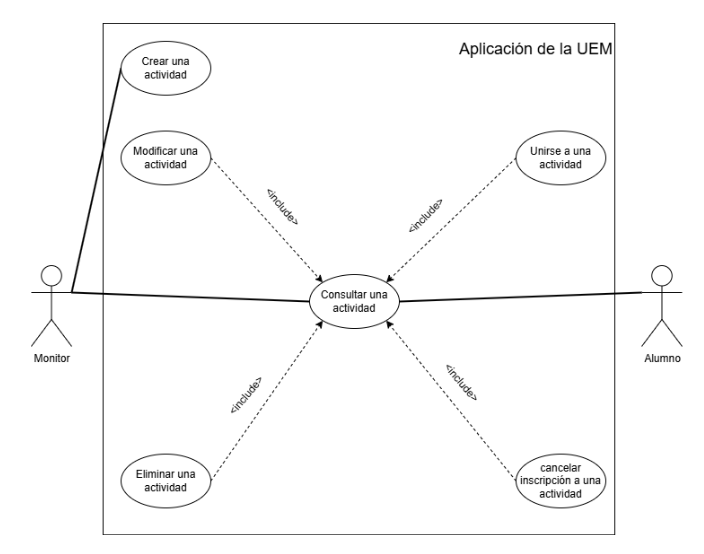 Aplicación de la UEM
Crear una
actividad
Modificar una
actividad
Unirse a una
actividad
<include>
<include>
Consultar una
actividad
Monitor
Alumno
<include>
<include>
Eliminar una
actividad
cancelar
inscripción a una
actividad